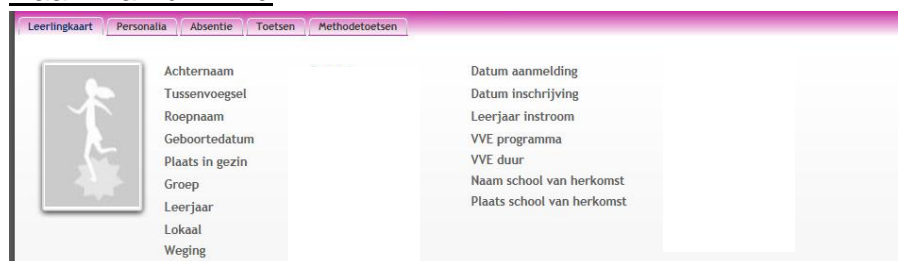 Leerlingkaart Personalia Absentie Toetsen Methodetoetsen
Achternaam
Tussenvoegsel
Roepnaam
Geboortedatum
Plaats in gezin
Groep
Leerjaar
Lokaal
Weging
Datum aanmelding
Datum inschrijving
Leerjaar instroom
VVE programma
VVE duur
Naam school van herkomst
Plaats school van herkomst